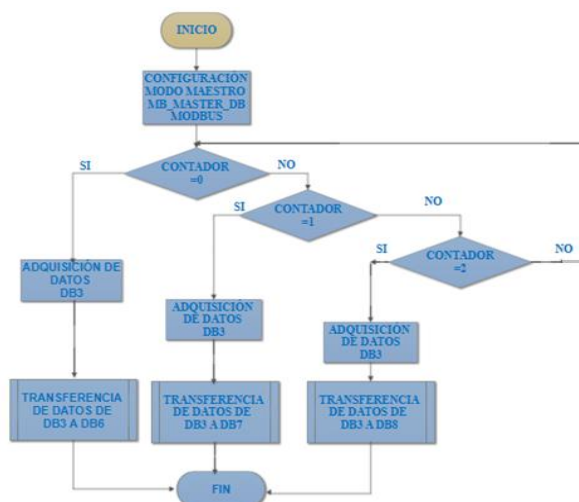 INICIO
CONFIGURACIÓN
MODO MAESTRO
MB_MASTER_DB
MODBUS
SI
CONTADOR
=0
NO
SI
CONTADOR
=1
NO
SI
CONTADOR
=2
NO
ADQUISICIÓN DE
DATOS
DB3
ADQUISICIÓN
DE DATOS
DB3
ADQUISICIÓN
DE DATOS
DB3
TRANSFERENCIA
DE DATOS DE
DB3 A DB6
TRANSFERENCIA
DE DATOS DE
DB3 A DB7
TRANSFERENCIA
DE DATOS DE
DB3 A DB8
FIN